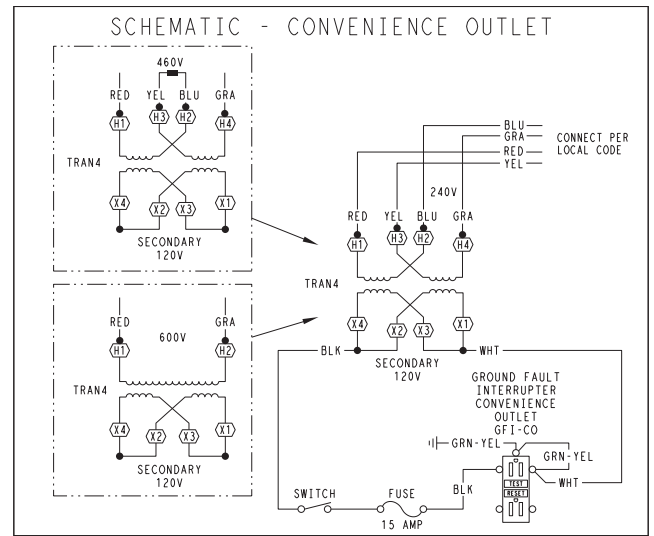 SCHEMATIC - CONVENIENCE OUTLET
460V
RED YEL BLU GRA
H1 H3 H2 H4
TRAN4
X4 X2 X3 X1
SECONDARY
120V
RED GRA
600V
H1 H2
TRAN4
X4 X2 X3 X1
SECONDARY
120V
BLU
GRA
RED
YEL
CONNECT PER
LOCAL CODE
240V
RED YEL BLU GRA
H1 H3 H2 H4
TRAN4
X4 X2 X3 X1
BLK WHT
SECONDARY
120V
GROUND FAULT
INTERRUPTER
CONVENIENCE
OUTLET
GFI-CO
GRN-YEL
GRN-YEL
WHT
BLK
TEST
RESET
SWITCH
FUSE
15 AMP